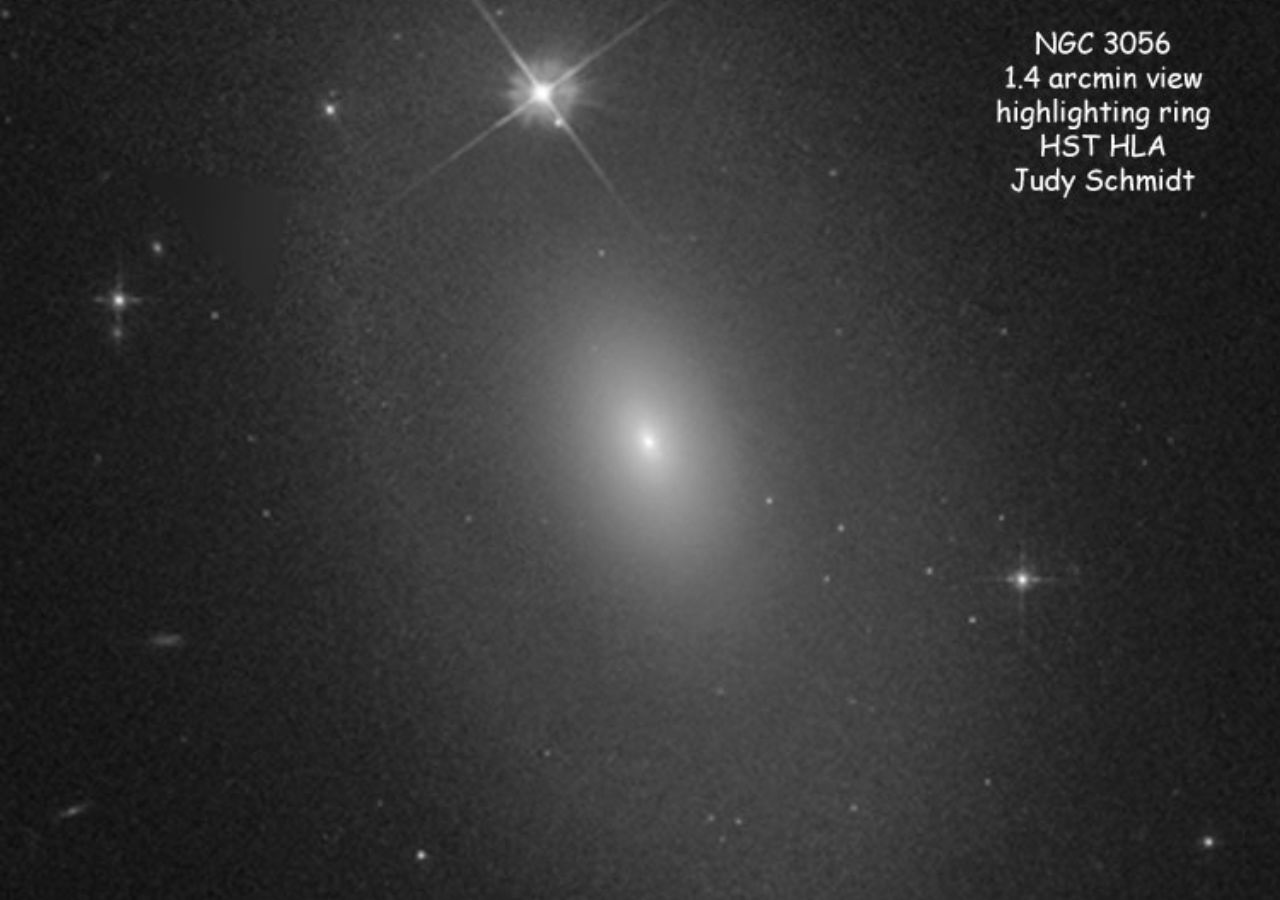 NGC 3056
1.4 arcmin view
highlighting ring
HST HLA
Judy Schmidt